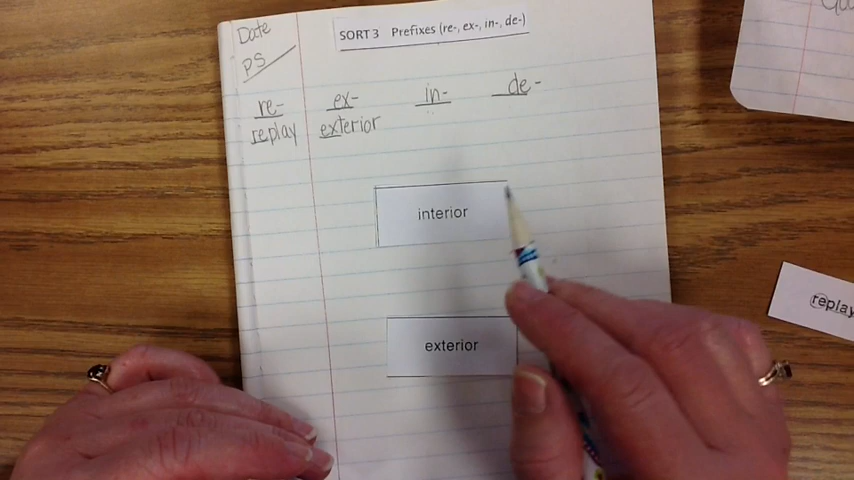 Date
PS
SORT 3 Prefixes (re-, ex-, in-, de-)
re- ex- in- de-
replay exterior
interior
exterior
replay